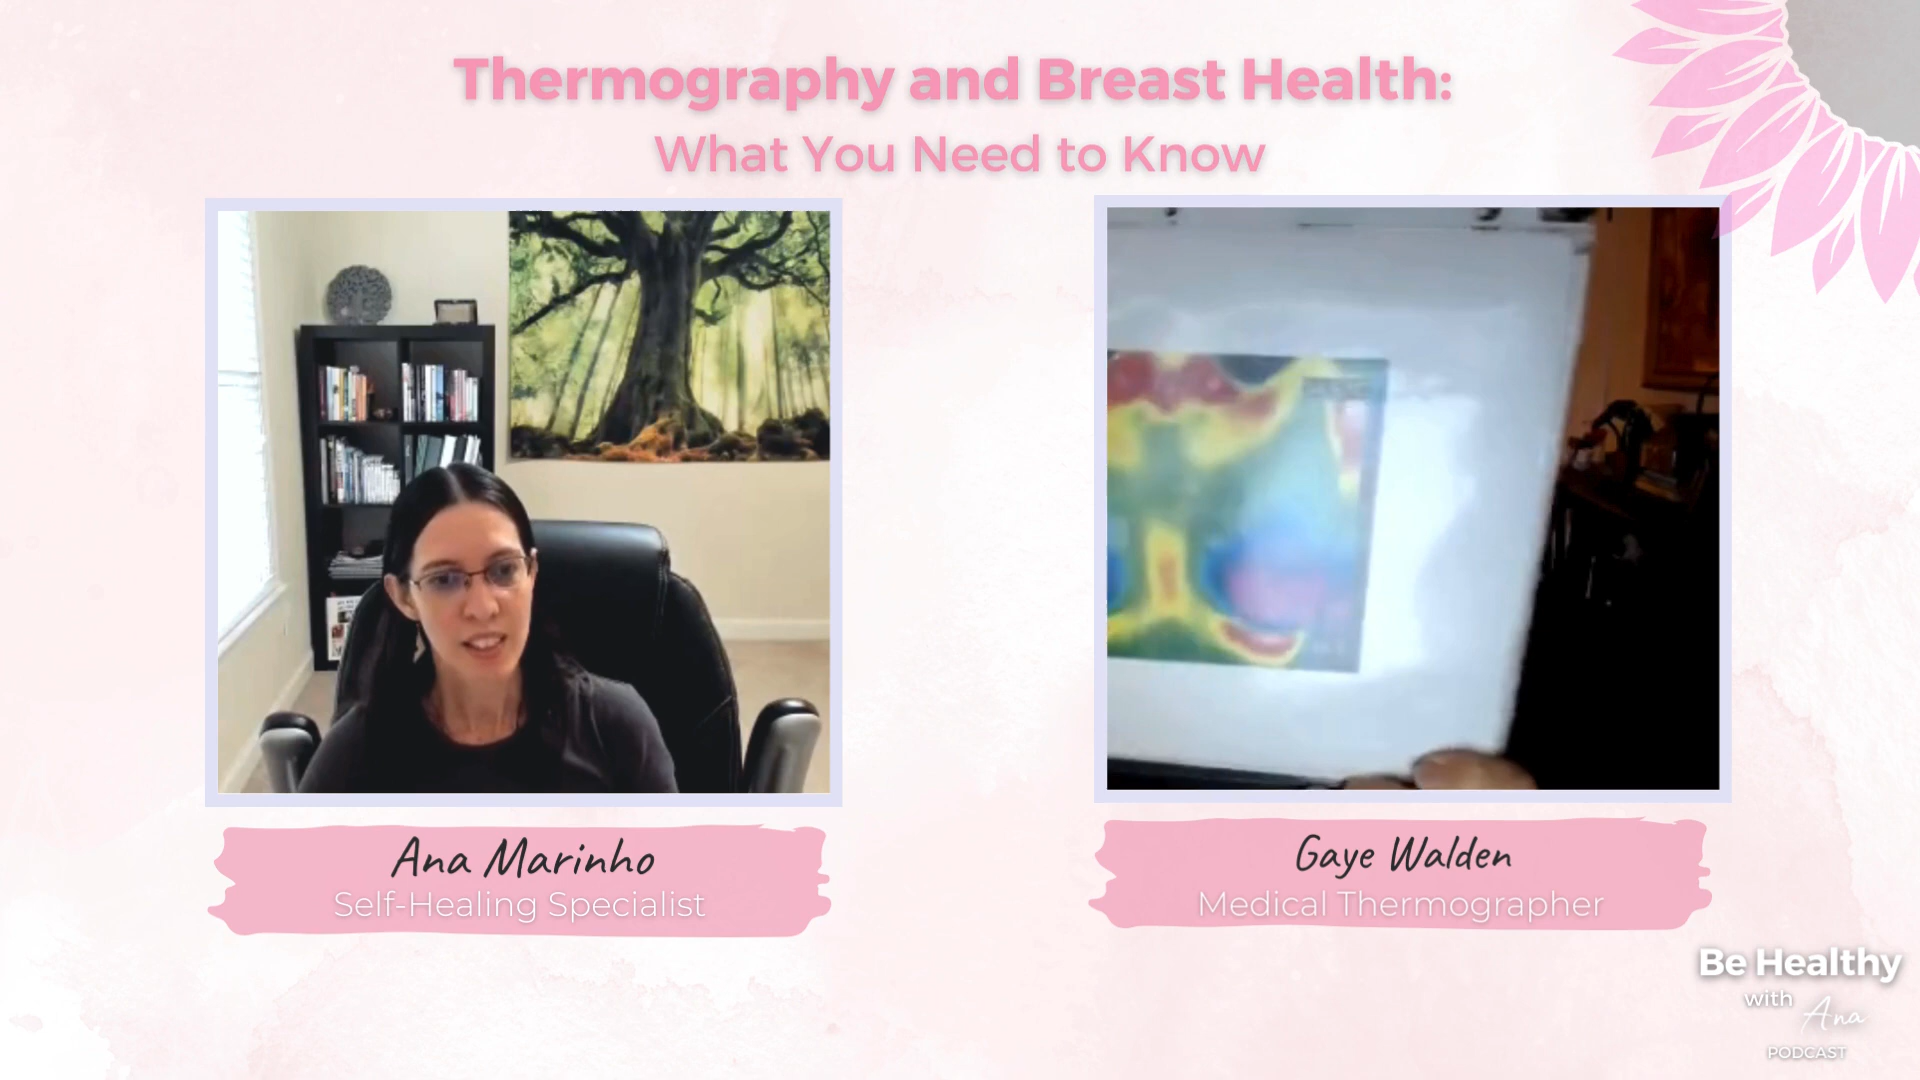 Thermography and Breast Health:
What You Need to Know
Ana Marinho
Self-Healing Specialist
Gaye Walden
Medical Thermographer
Be Healthy
with Ana
PODCAST